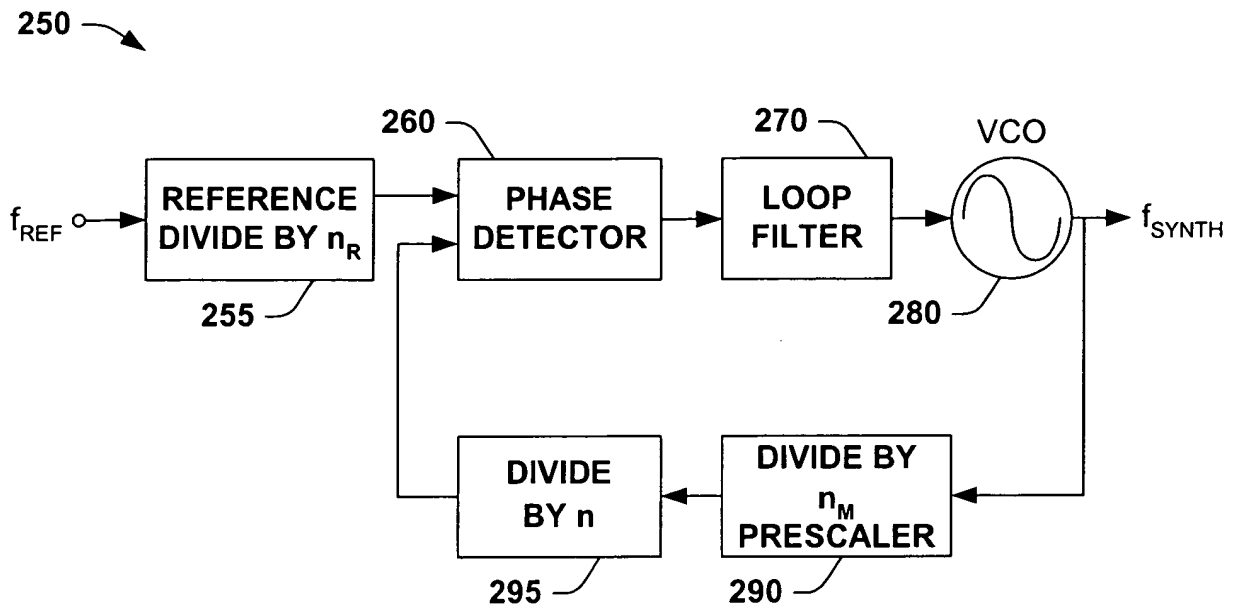 250
260
270
VCO
f_REF
REFERENCE
DIVIDE BY n_R
PHASE
DETECTOR
LOOP
FILTER
f_SYNTH
255
280
DIVIDE
BY n
DIVIDE BY
n_M
PRESCALER
295
290